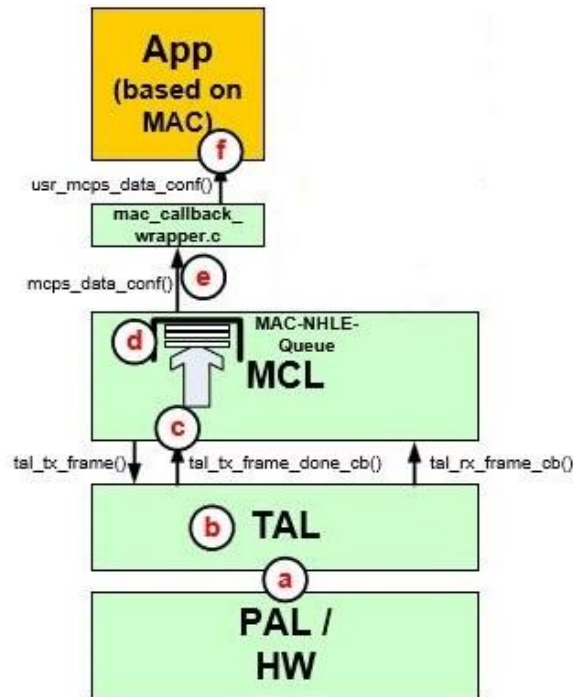 App
(based on
MAC)
f
usr_mcps_data_conf()
mac_callback_
wrapper.c
mcps_data_conf()
e
MAC-NHLE-
Queue
d
MCL
c
tal_tx_frame()
tal_tx_frame_done_cb()
tal_rx_frame_cb()
b
TAL
a
PAL /
HW